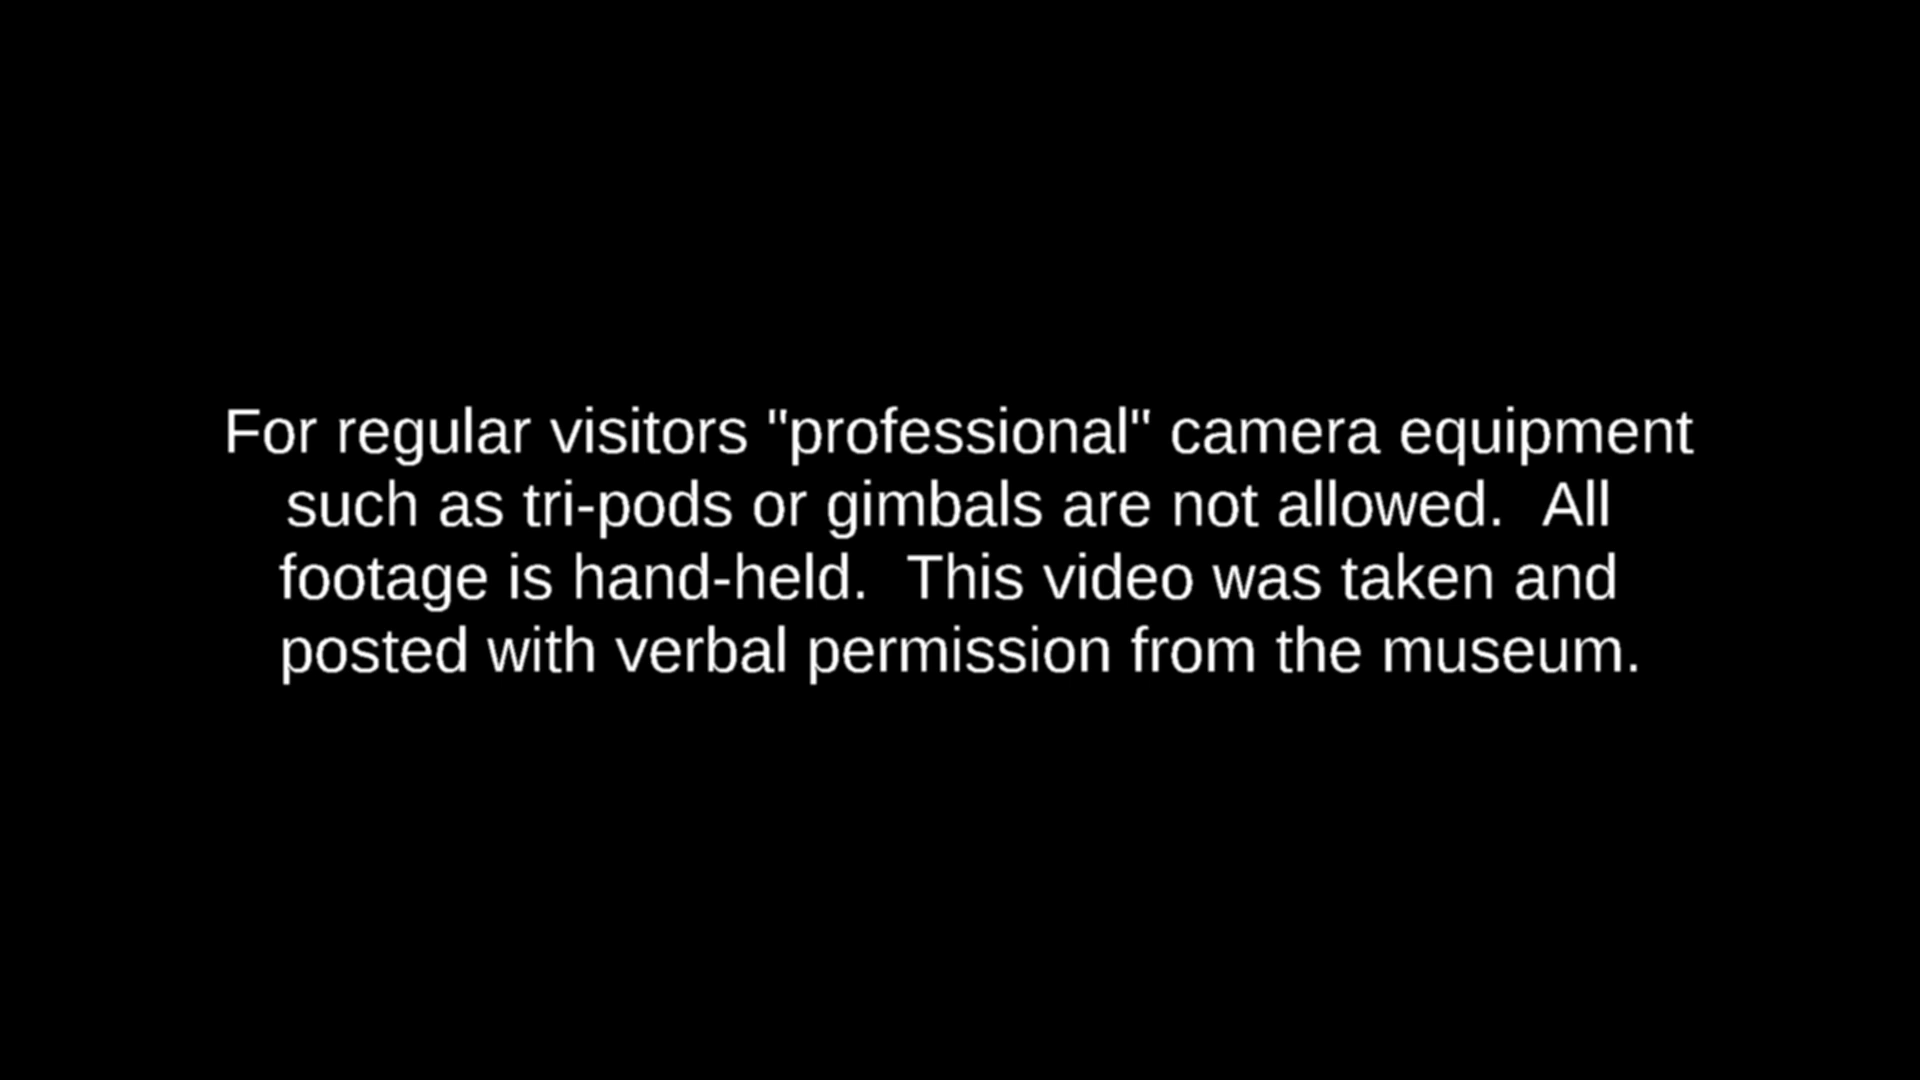 For regular visitors "professional" camera equipment
such as tri-pods or gimbals are not allowed.  All
footage is hand-held.  This video was taken and
posted with verbal permission from the museum.